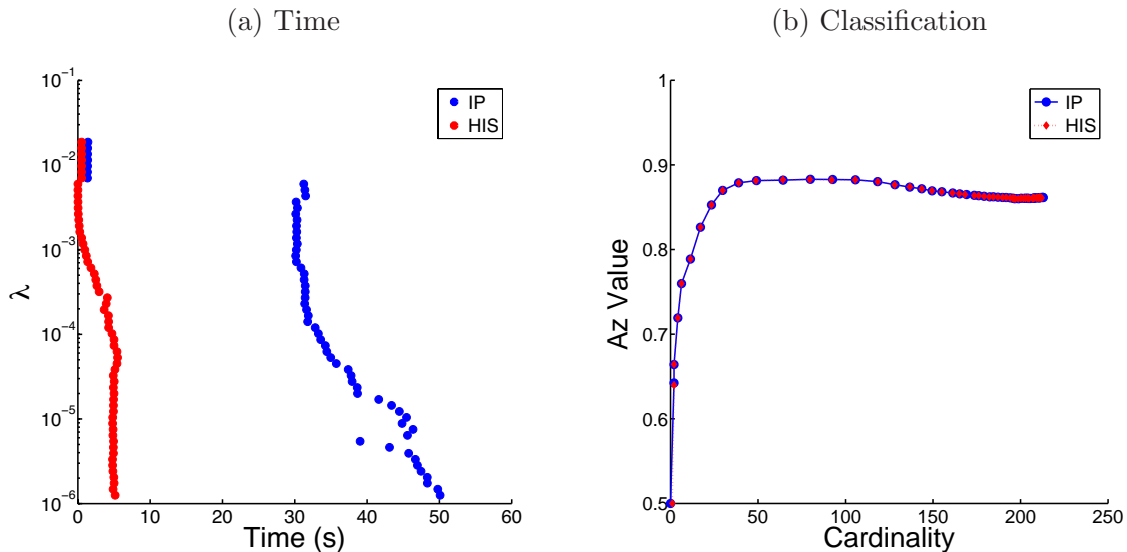 (a) Time
(b) Classification
10⁻¹
10⁻²
10⁻³
10⁻⁴
10⁻⁵
10⁻⁶
λ
0
10
20
30
40
50
60
Time (s)
IP
HIS
1
0.9
0.8
0.7
0.6
0.5
Az Value
0
50
100
150
200
250
Cardinality
IP
HIS